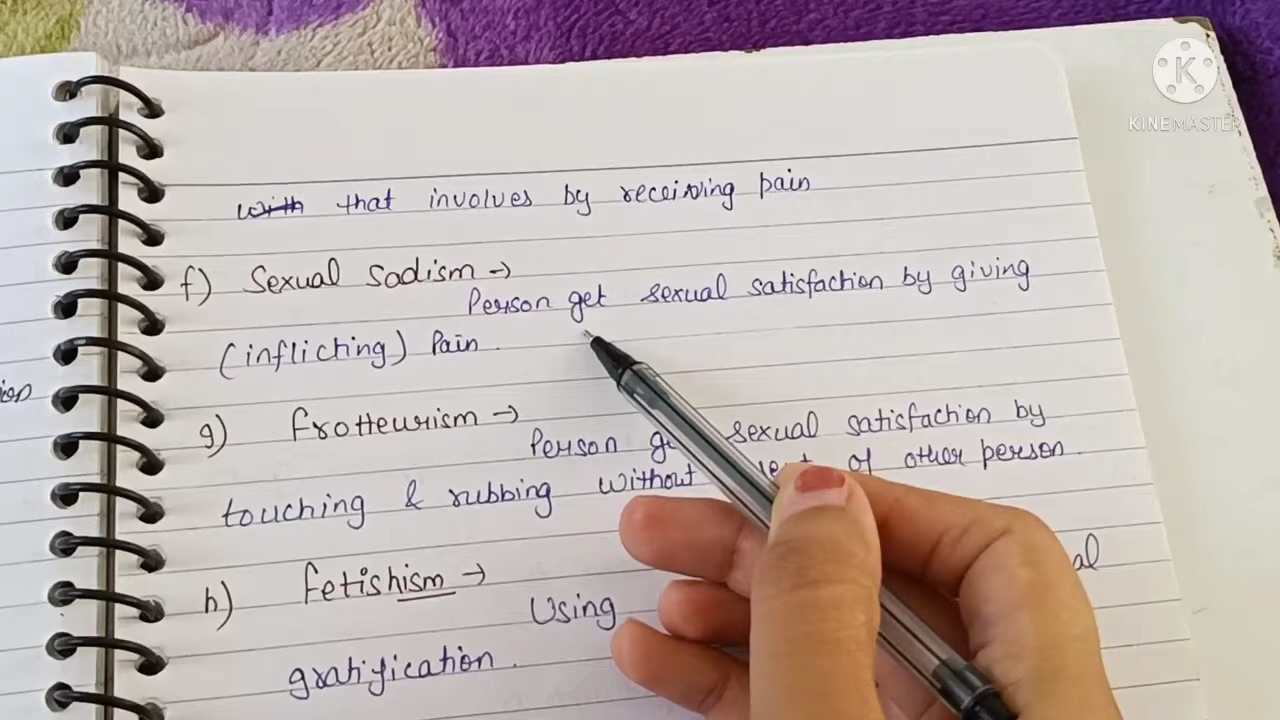 KINEMASTER
with that involves by receiving pain
f) Sexual sadism →
Person get sexual satisfaction by giving
(inflicting) Pain.
g) Frotteurism →
Person sexual satisfaction by
touching & rubbing without of other person.
h) Fetishism →
Using
gratification.